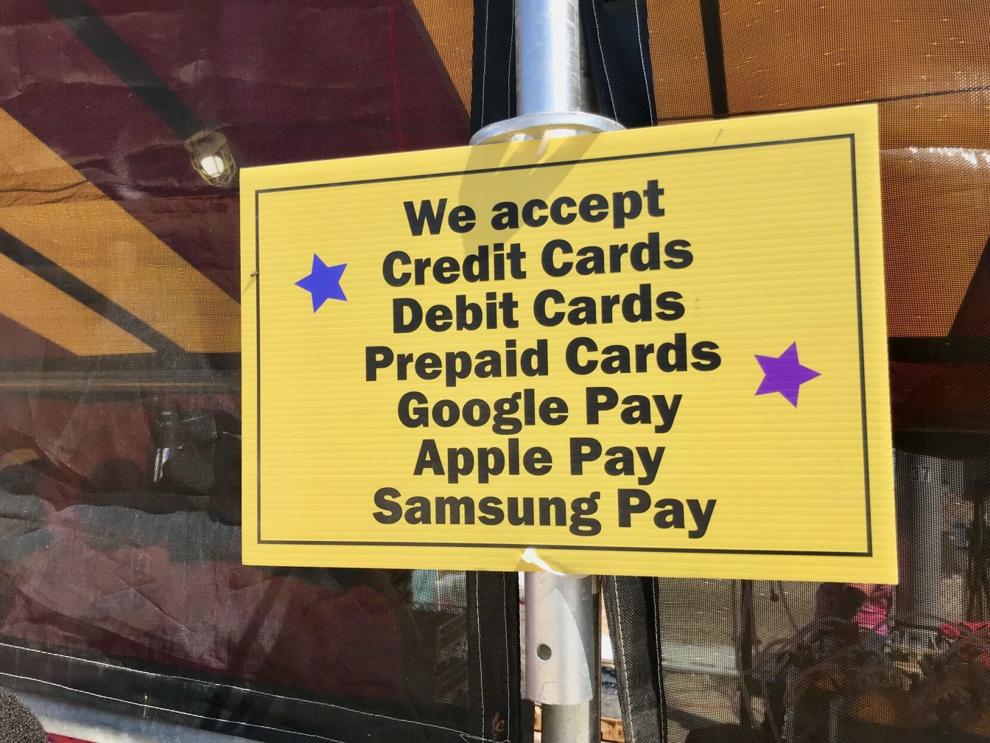 We accept
Credit Cards
Debit Cards
Prepaid Cards
Google Pay
Apple Pay
Samsung Pay